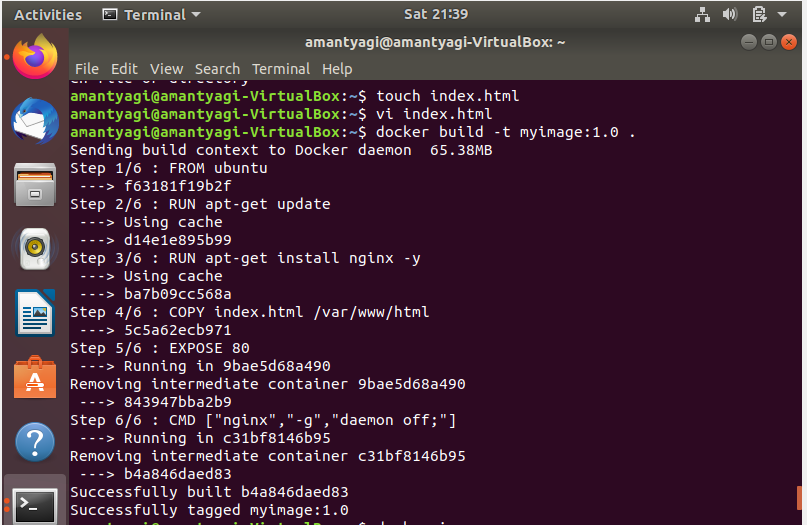 Activities Terminal Sat 21:39
amantyagi@amantyagi-VirtualBox: ~
File Edit View Search Terminal Help
amantyagi@amantyagi-VirtualBox:~$ touch index.html
amantyagi@amantyagi-VirtualBox:~$ vi index.html
amantyagi@amantyagi-VirtualBox:~$ docker build -t myimage:1.0 .
Sending build context to Docker daemon  65.38MB
Step 1/6 : FROM ubuntu
 ---> f63181f19b2f
Step 2/6 : RUN apt-get update
 ---> Using cache
 ---> d14e1e895b99
Step 3/6 : RUN apt-get install nginx -y
 ---> Using cache
 ---> ba7b09cc568a
Step 4/6 : COPY index.html /var/www/html
 ---> 5c5a62ecb971
Step 5/6 : EXPOSE 80
 ---> Running in 9bae5d68a490
Removing intermediate container 9bae5d68a490
 ---> 843947bba2b9
Step 6/6 : CMD ["nginx","-g","daemon off;"]
 ---> Running in c31bf8146b95
Removing intermediate container c31bf8146b95
 ---> b4a846daed83
Successfully built b4a846daed83
Successfully tagged myimage:1.0